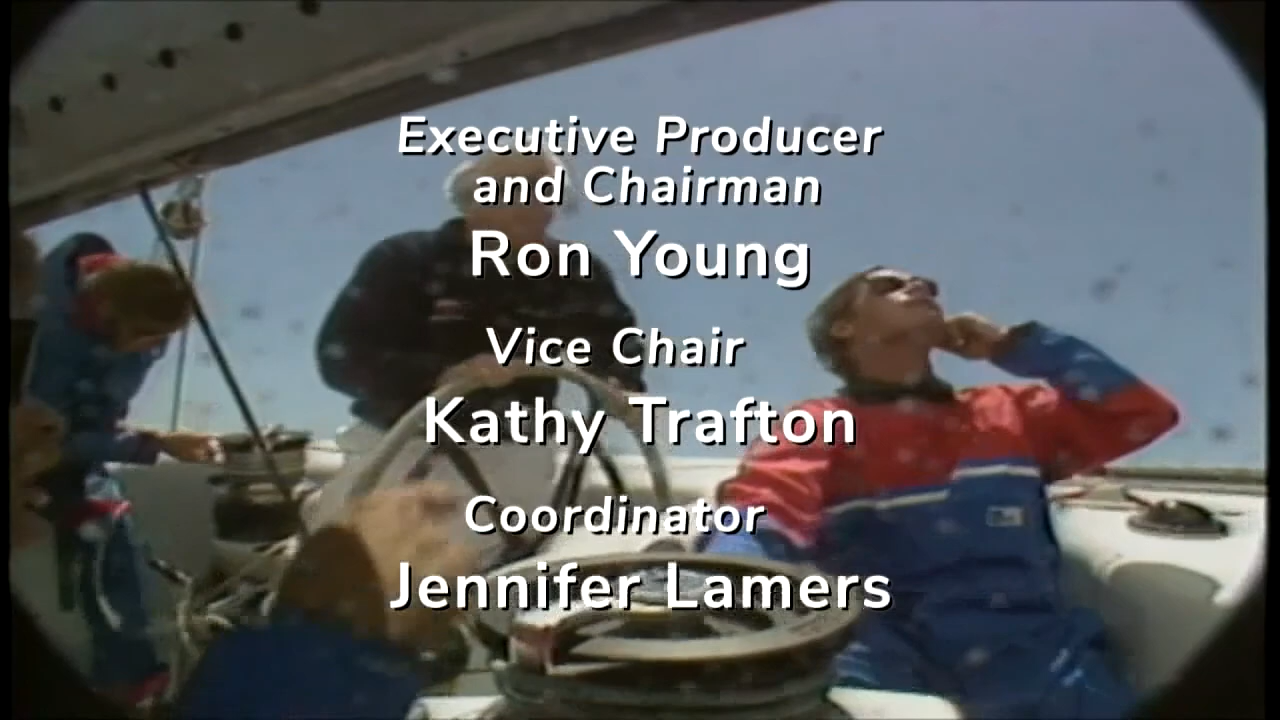 Executive Producer
and Chairman
Ron Young
Vice Chair
Kathy Trafton
Coordinator
Jennifer Lamers